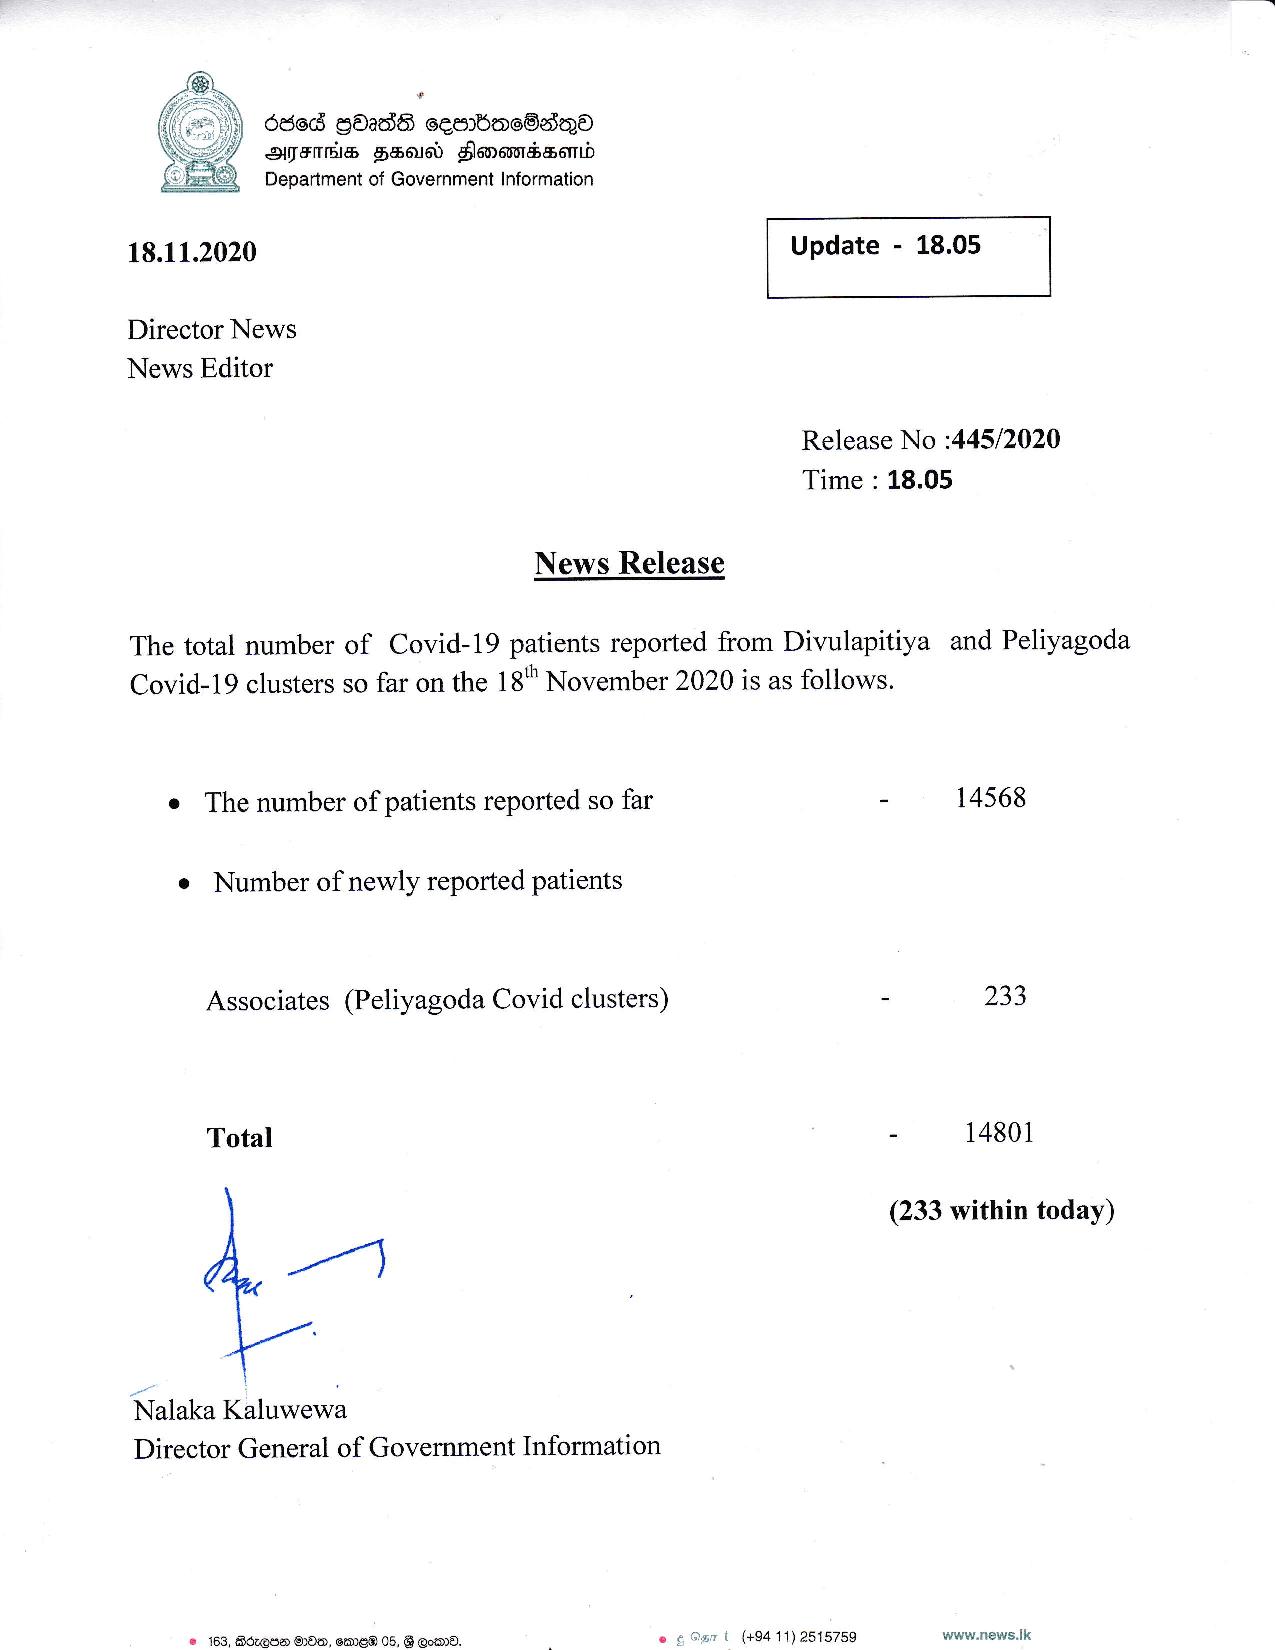 රජයේ ප්‍රවෘත්ති දෙපාර්තමේන්තුව
அரசாங்க தகவல் திணைக்களம்
Department of Government Information
18.11.2020
Update - 18.05
Director News
News Editor
Release No :445/2020
Time : 18.05
News Release
The total number of Covid-19 patients reported from Divulapitiya and Peliyagoda
Covid-19 clusters so far on the 18th November 2020 is as follows.
• The number of patients reported so far - 14568
• Number of newly reported patients
Associates (Peliyagoda Covid clusters) - 233
Total - 14801
(233 within today)
Nalaka Kaluwewa
Director General of Government Information
• 163, කිරුලපන මාවත, කොළඹ 05, ශ්‍රී ලංකාව. • (+94 11) 2515759 www.news.lk